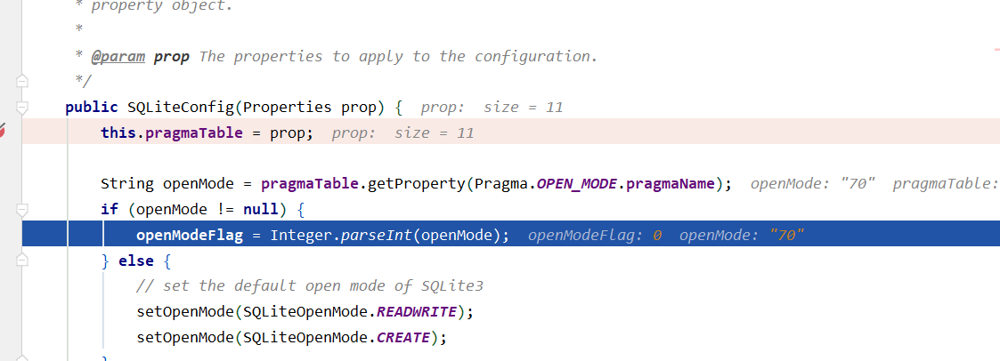 * property object.
*
* @param prop The properties to apply to the configuration.
*/
public SQLiteConfig(Properties prop) { prop: size = 11
this.pragmaTable = prop; prop: size = 11
String openMode = pragmaTable.getProperty(Pragma.OPEN_MODE.pragmaName); openMode: "70" pragmaTable:
if (openMode != null) {
openModeFlag = Integer.parseInt(openMode); openModeFlag: 0 openMode: "70"
} else {
// set the default open mode of SQLite3
setOpenMode(SQLiteOpenMode.READWRITE);
setOpenMode(SQLiteOpenMode.CREATE);
}